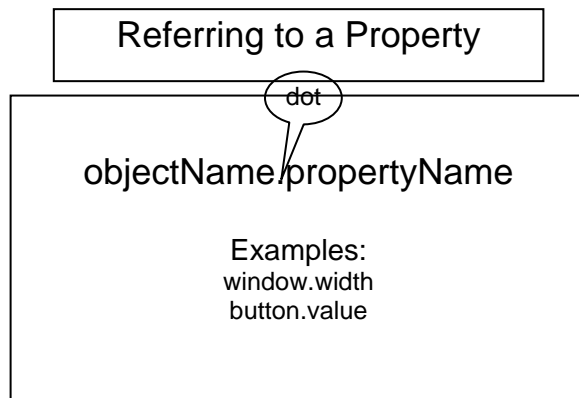 Referring to a Property
dot
objectName.propertyName
Examples:
window.width
button.value